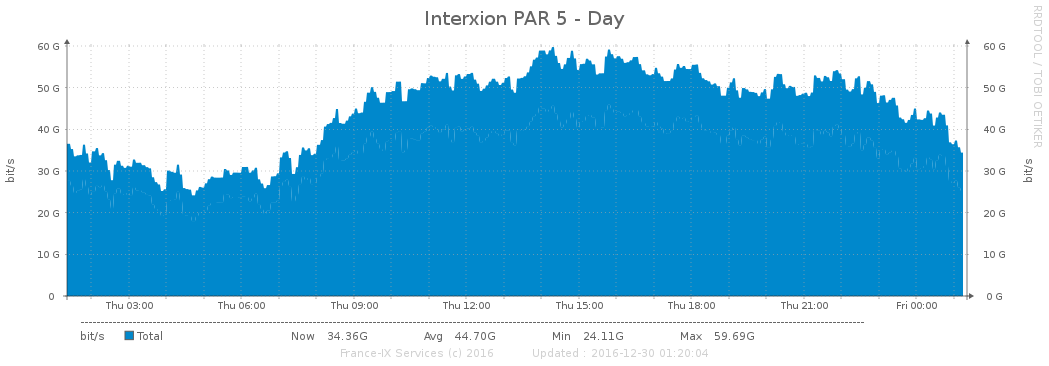 Interxion PAR 5 - Day
RRDTOOL / TOBI OETIKER
60 G 60 G
50 G 50 G
40 G 40 G
30 G 30 G
20 G 20 G
10 G 10 G
0 0 G
bit/s
bit/s
Thu 03:00 Thu 06:00 Thu 09:00 Thu 12:00 Thu 15:00 Thu 18:00 Thu 21:00 Fri 00:00
bit/s Total Now 34.36G Avg 44.70G Min 24.11G Max 59.69G
France-IX Services (c) 2016 Updated : 2016-12-30 01:20:04